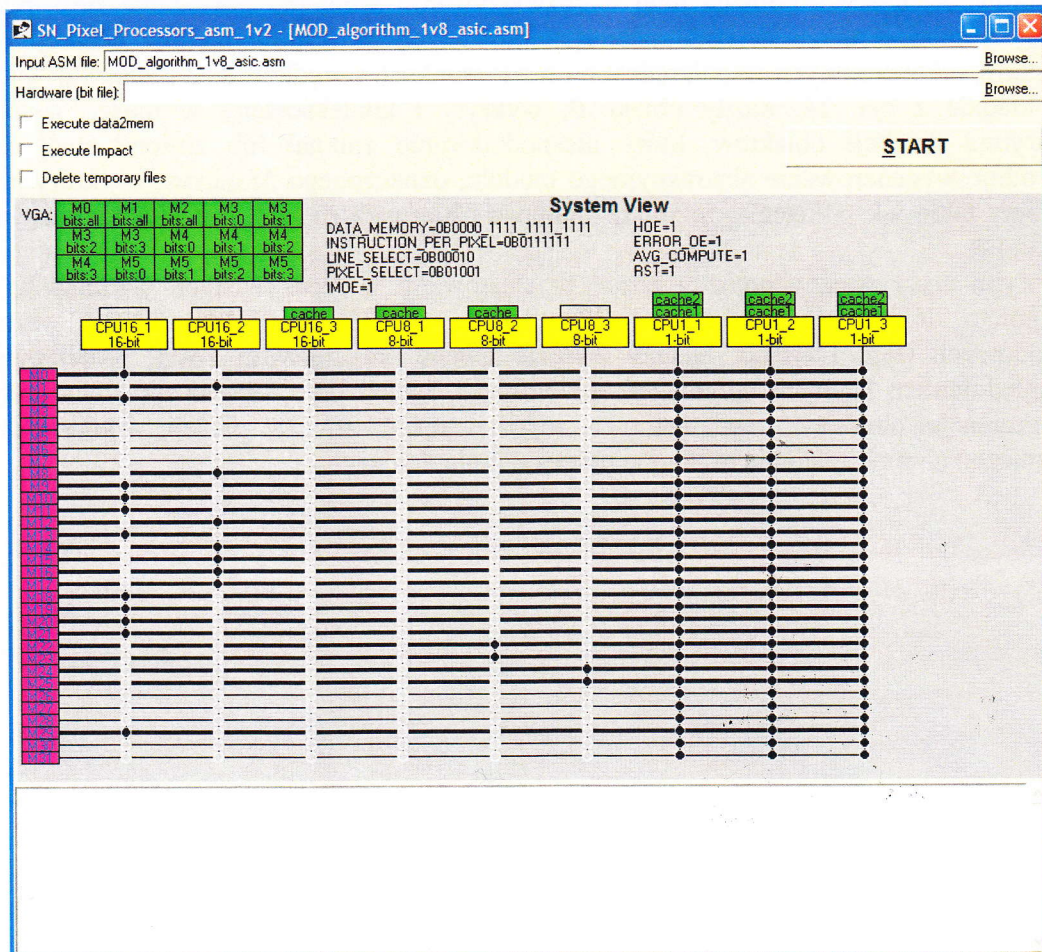 SN_Pixel_Processors_asm_1v2 - [MOD_algorithm_1v8_asic.asm]
Input ASM file: MOD_algorithm_1v8_asic.asm Browse...
Hardware (bit file): Browse...
Execute data2mem
Execute Impact
START
Delete temporary files
System View
VGA:
M0 M1 M2 M3 M3
bits:all bits:all bits:all bits:0 bits:1
M3 M3 M4 M4 M4
bits:2 bits:3 bits:0 bits:1 bits:2
M4 M5 M5 M5 M5
bits:3 bits:0 bits:1 bits:2 bits:3
DATA_MEMORY=0B0000_1111_1111_1111
INSTRUCTION_PER_PIXEL=0B0111111
LINE_SELECT=0B00010
PIXEL_SELECT=0B01001
IMOE=1
HOE=1
ERROR_OE=1
AVG_COMPUTE=1
RST=1
cache2 cache2 cache2
cache cache cache cache1 cache1 cache1
CPU16_1 CPU16_2 CPU16_3 CPU8_1 CPU8_2 CPU8_3 CPU1_1 CPU1_2 CPU1_3
16-bit 16-bit 16-bit 8-bit 8-bit 8-bit 1-bit 1-bit 1-bit